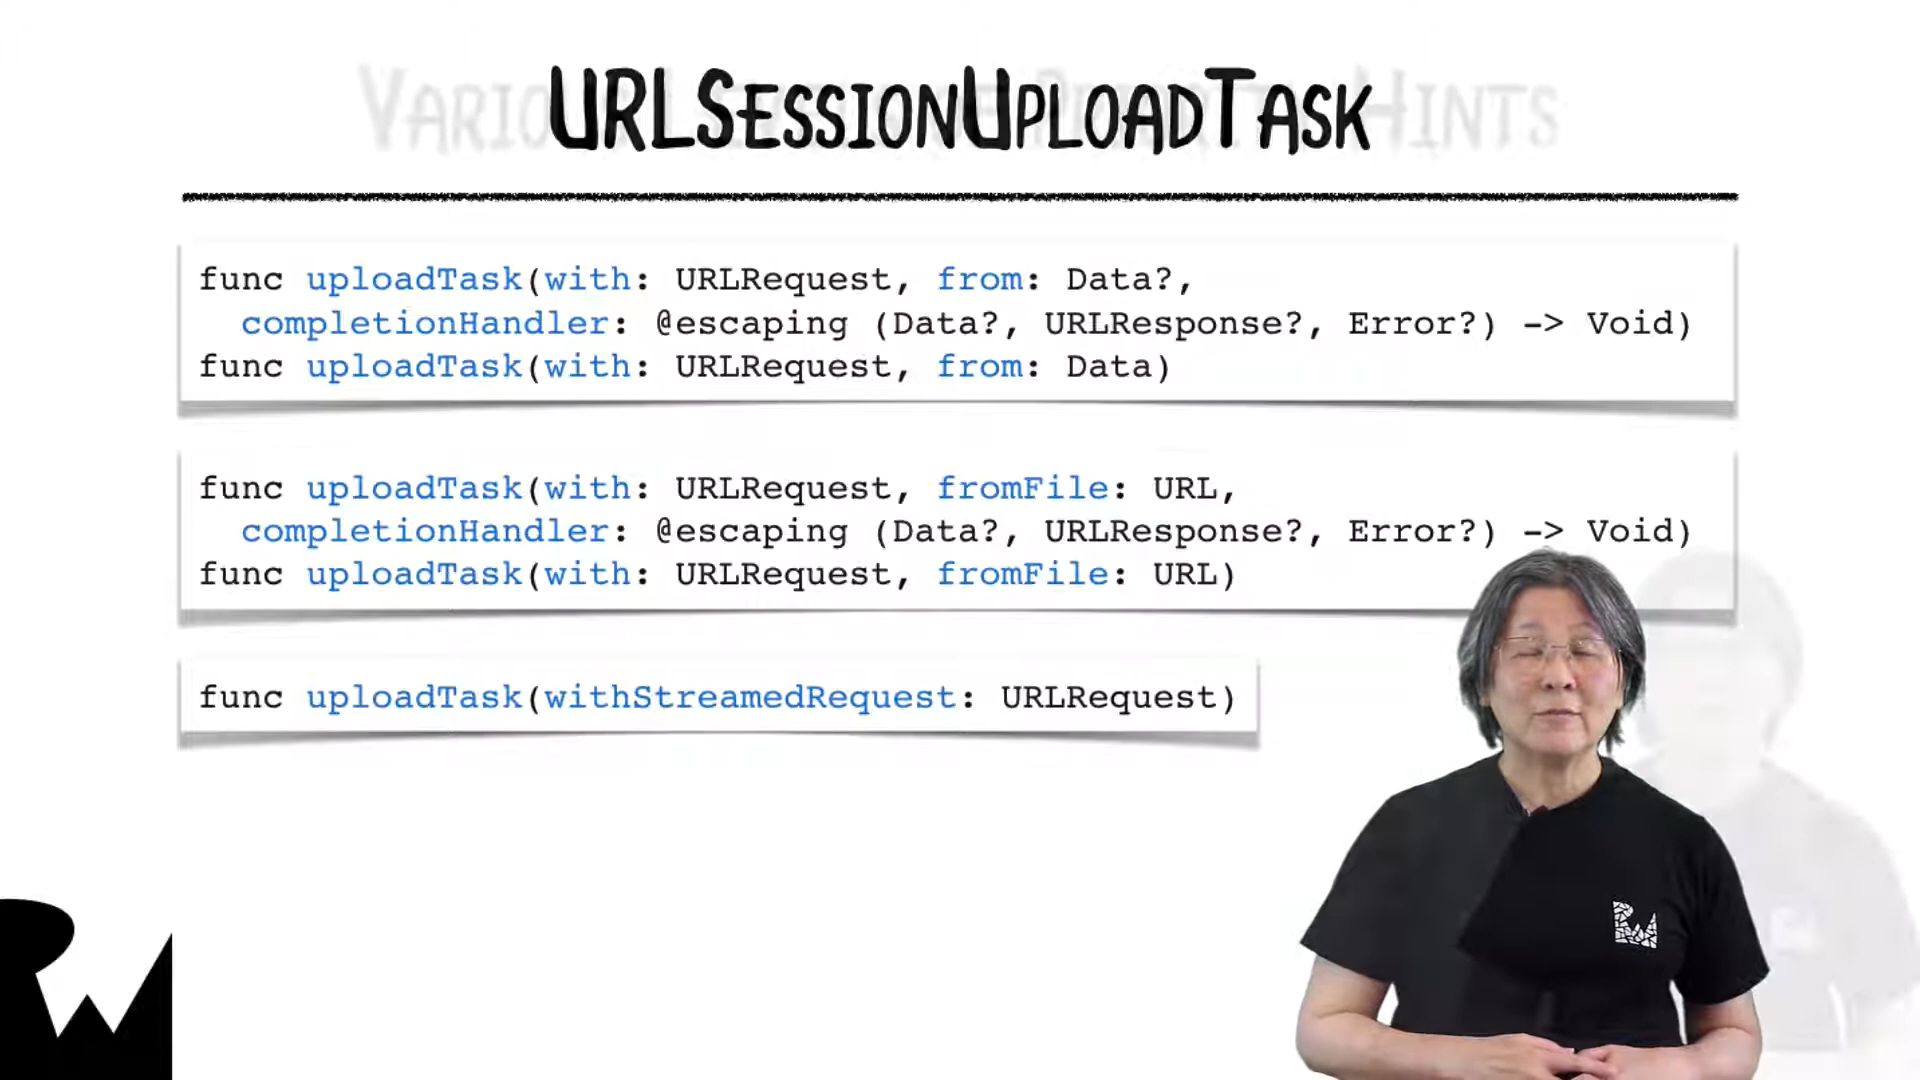 URLSESSIONUPLOADTASK
func uploadTask(with: URLRequest, from: Data?,
completionHandler: @escaping (Data?, URLResponse?, Error?) -> Void)
func uploadTask(with: URLRequest, from: Data)
func uploadTask(with: URLRequest, fromFile: URL,
completionHandler: @escaping (Data?, URLResponse?, Error?) -> Void)
func uploadTask(with: URLRequest, fromFile: URL)
func uploadTask(withStreamedRequest: URLRequest)
RW
RW